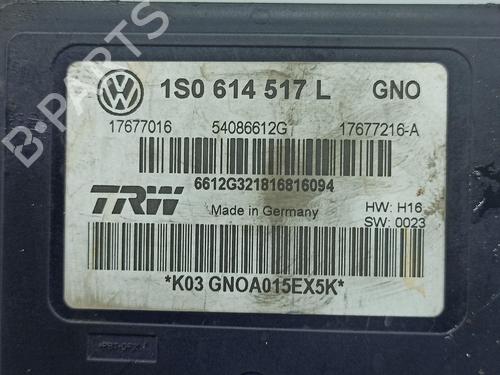 B-PARTS
1S0 614 517 L GNO
17677016 54086612G 17677216-A
6612G321816816094
TRW Made in Germany HW: H16
SW: 0023
*K03 GNOA015EX5K*